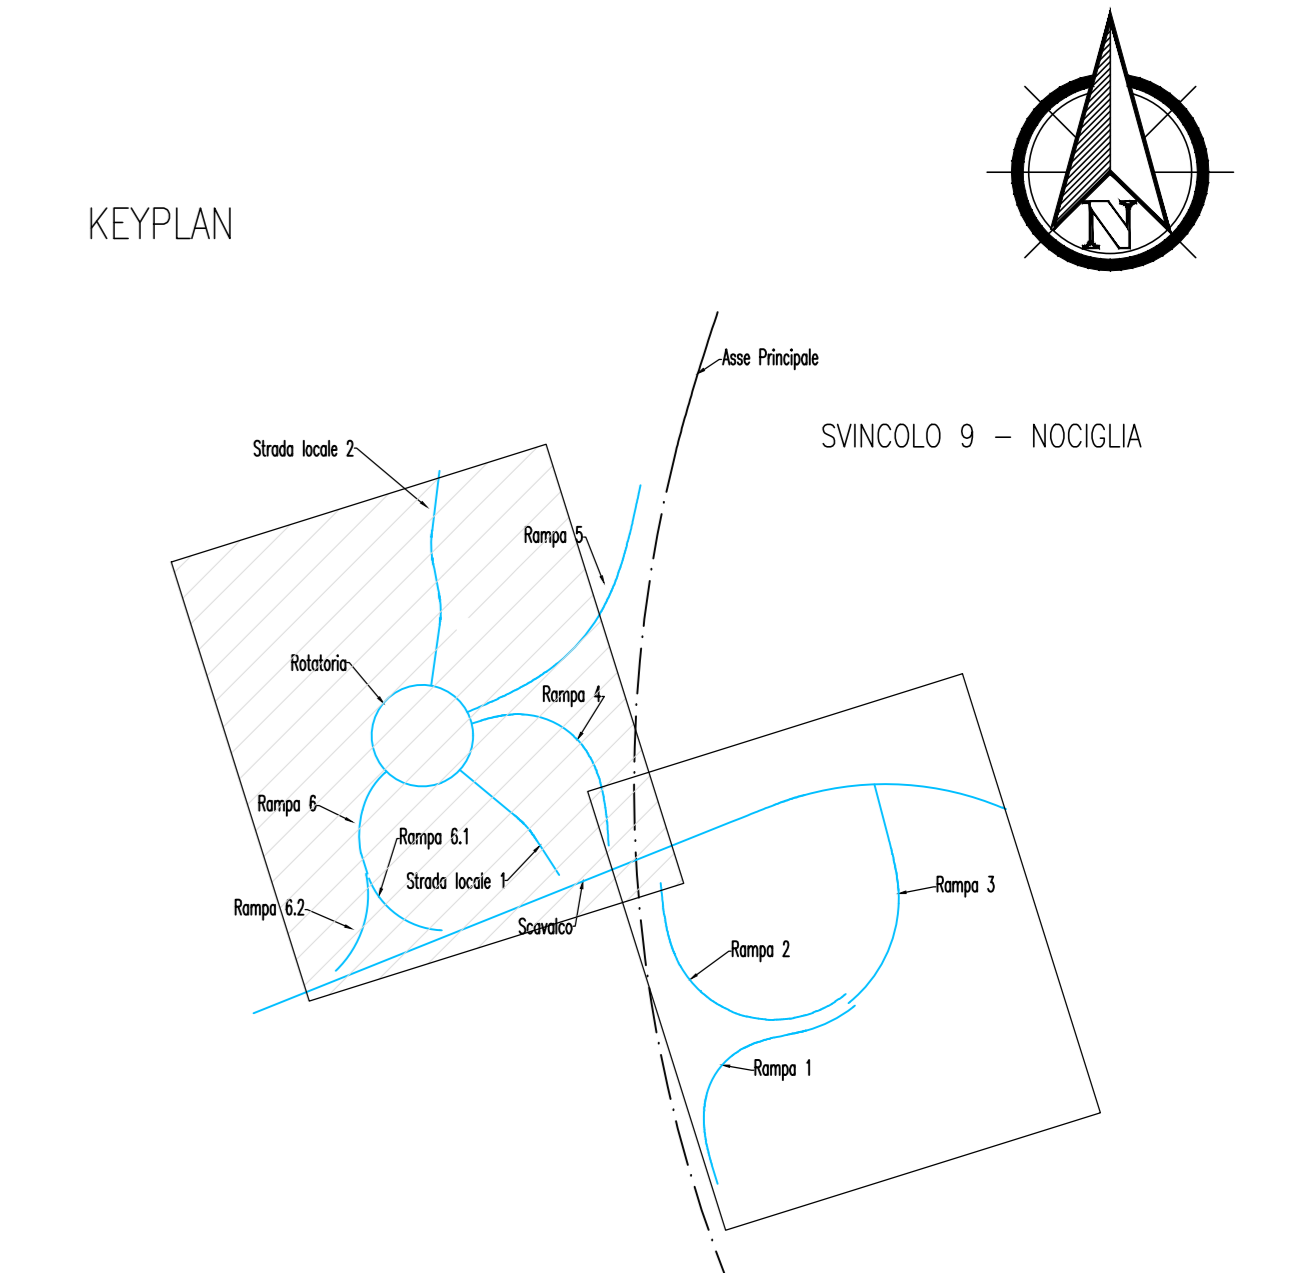 N
KEYPLAN
Asse Principale
SVINCOLO 9 – NOCIGLIA
Strada locale 2
Rampa 5
Rotatoria
Rampa 4
Rampa 6
Rampa 6.1
Strada locale 1
Rampa 3
Rampa 6.2
Scavalco
Rampa 2
Rampa 1